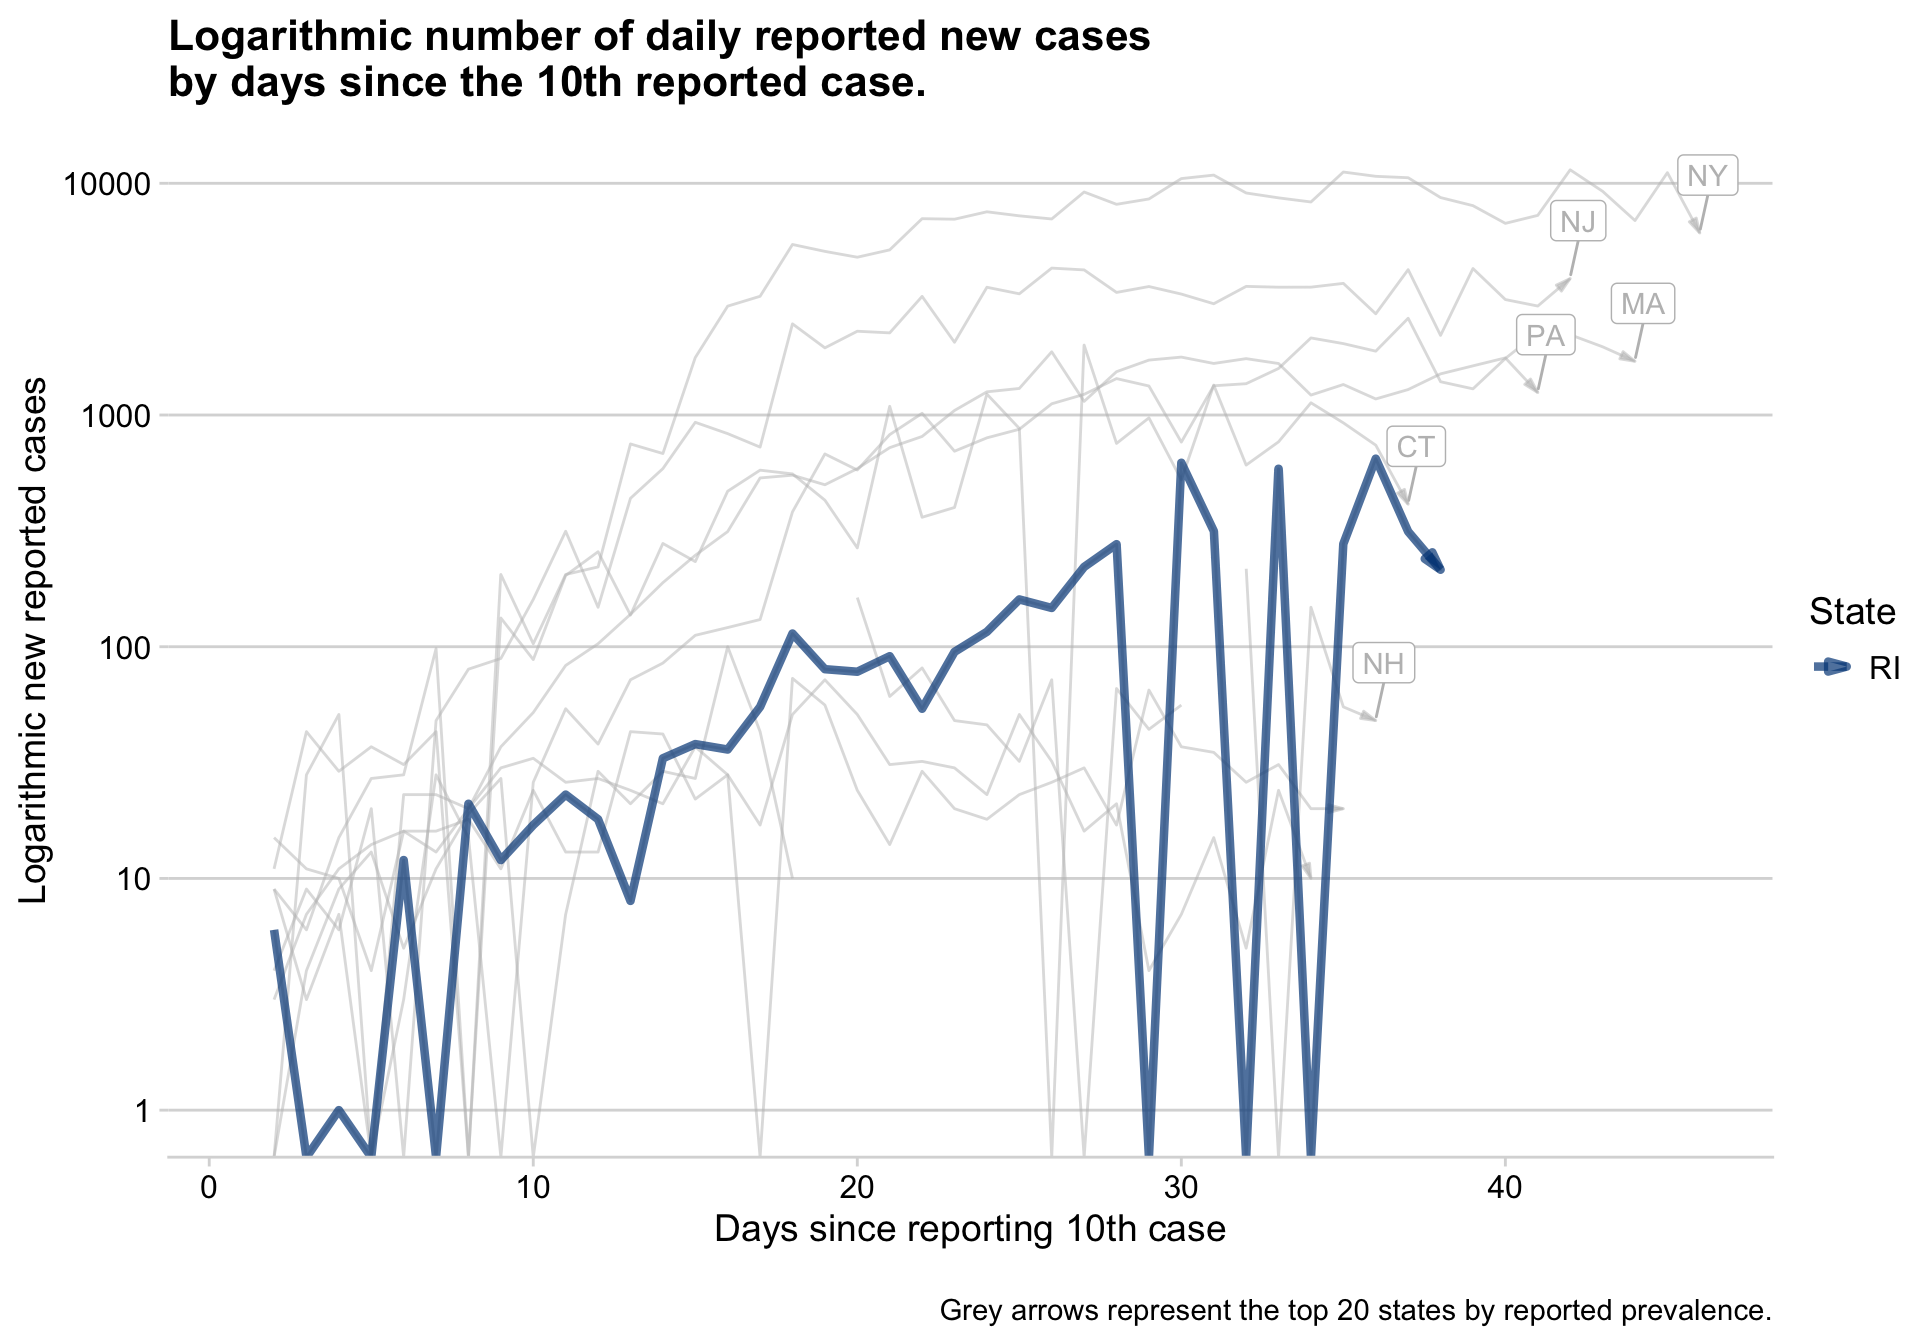 Logarithmic number of daily reported new cases
by days since the 10th reported case.
Logarithmic new reported cases
10000
1000
100
10
1
NY
NJ
MA
PA
CT
NH
State
RI
0 10 20 30 40
Days since reporting 10th case
Grey arrows represent the top 20 states by reported prevalence.